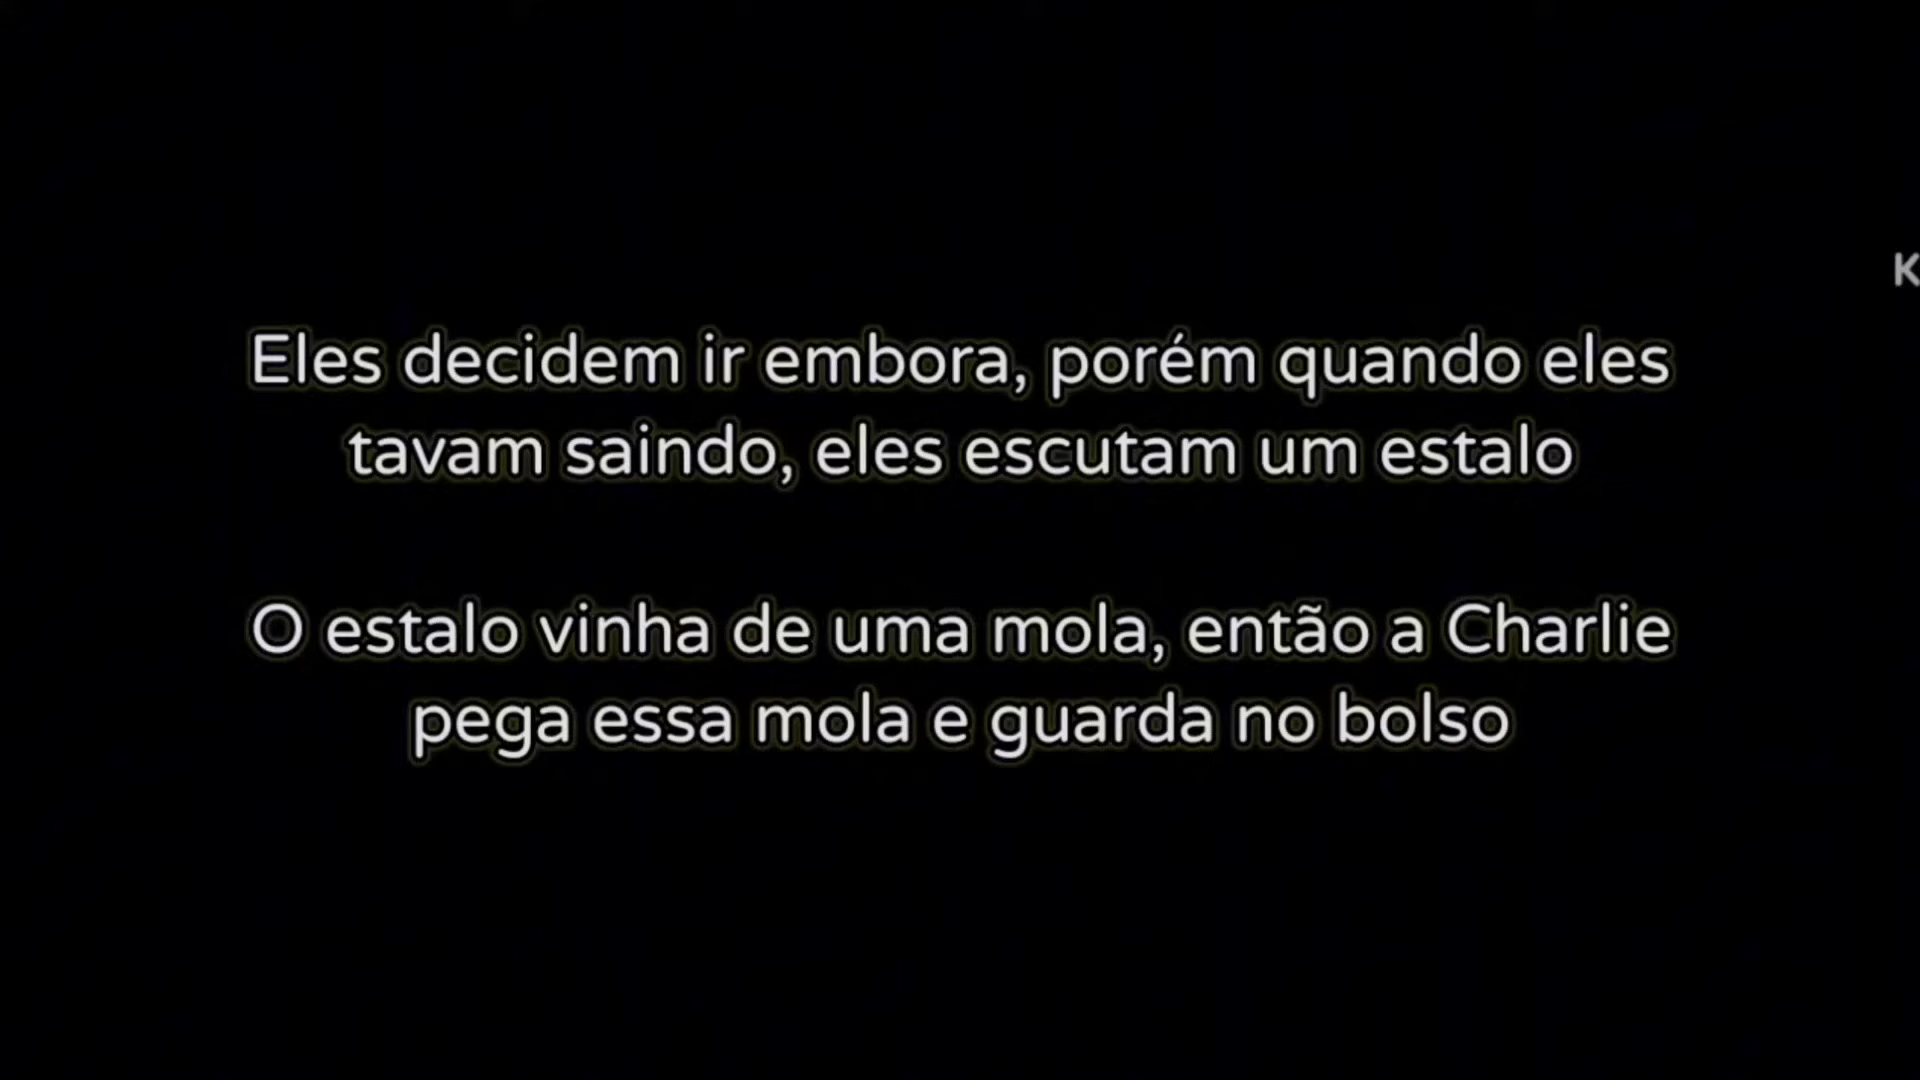 K
Eles decidem ir embora, porém quando eles
tavam saindo, eles escutam um estalo
O estalo vinha de uma mola, então a Charlie
pega essa mola e guarda no bolso